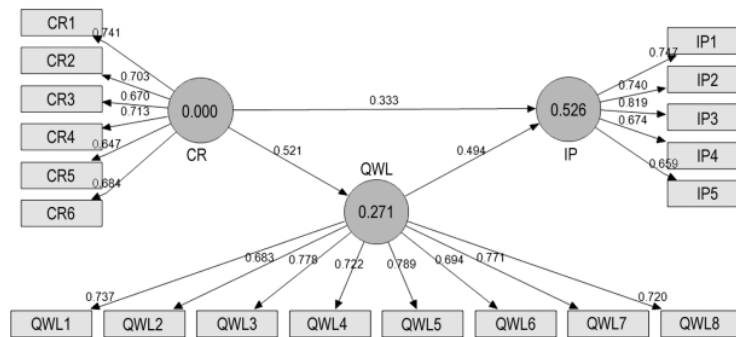 CR1
0.741
CR2
0.703
CR3
0.670
0.713
CR4
0.647
CR5
0.684
CR6
0.000
CR
0.333
0.521
0.494
QWL
0.271
0.526
IP
IP1
0.747
IP2
0.740
IP3
0.819
IP4
0.674
IP5
0.659
0.737
0.683
0.778
0.722
0.789
0.694
0.771
0.720
QWL1
QWL2
QWL3
QWL4
QWL5
QWL6
QWL7
QWL8